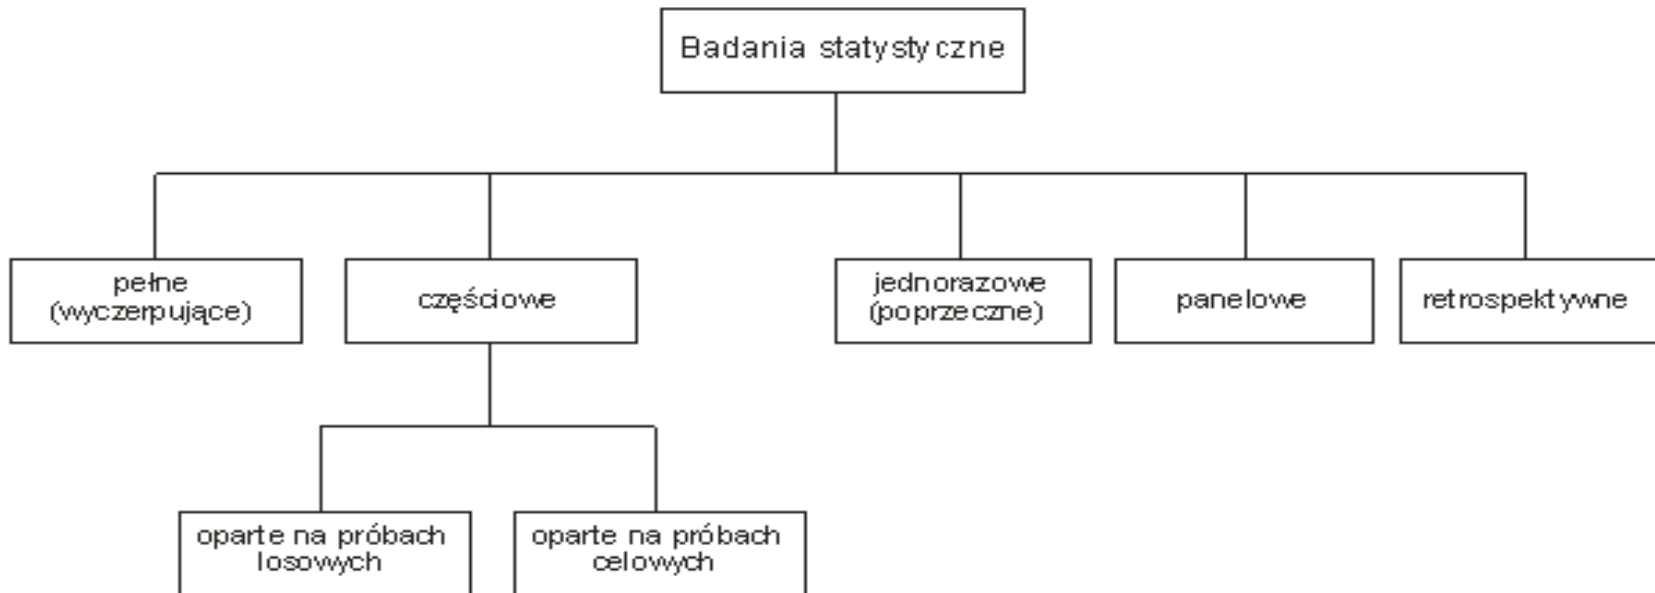 Badania statystyczne
pełne
(wyczerpujące)
częściowe
jednorazowe
(poprzeczne)
panelowe
retrospektywne
oparte na próbach
losowych
oparte na próbach
celowych